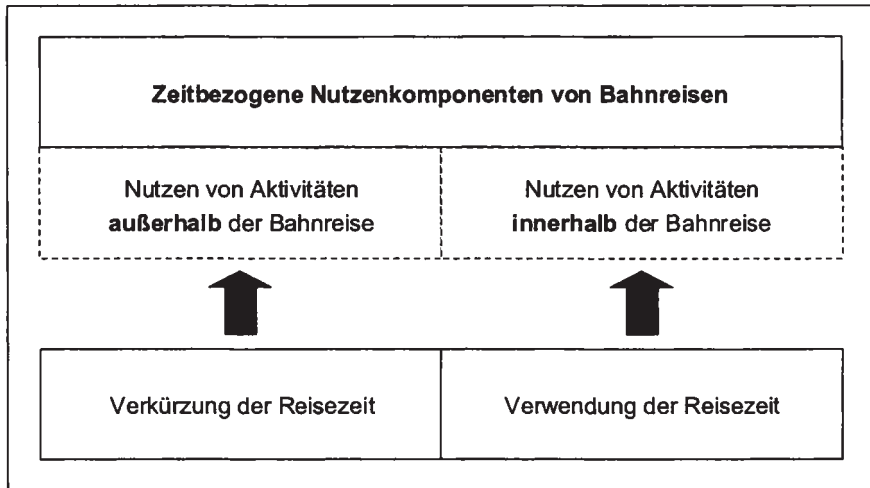 Zeitbezogene Nutzenkomponenten von Bahnreisen
Nutzen von Aktivitäten
außerhalb der Bahnreise
Nutzen von Aktivitäten
innerhalb der Bahnreise
Verkürzung der Reisezeit
Verwendung der Reisezeit